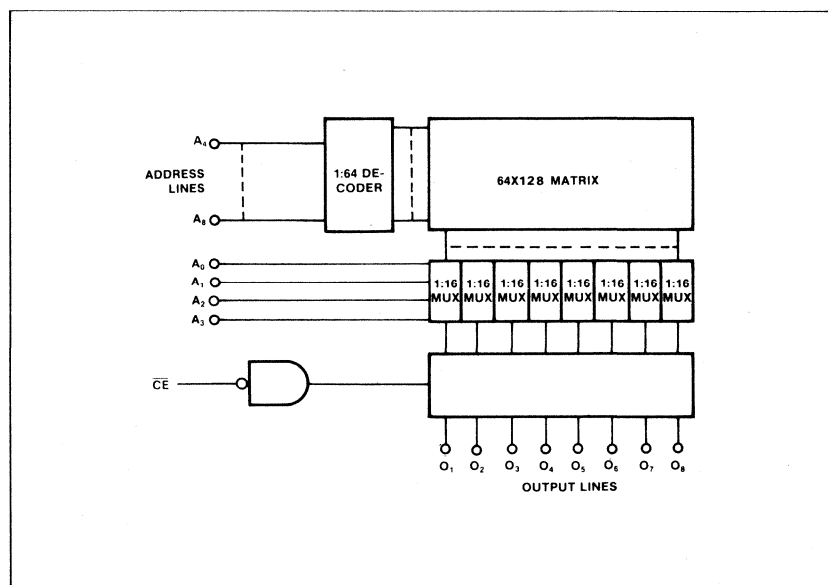 A₄
ADDRESS
LINES
A₈
1:64 DE-
CODER
64X128 MATRIX
A₀
A₁
A₂
A₃
1:16
MUX
1:16
MUX
1:16
MUX
1:16
MUX
1:16
MUX
1:16
MUX
1:16
MUX
1:16
MUX
C̅E̅
O₁ O₂ O₃ O₄ O₅ O₆ O₇ O₈
OUTPUT LINES